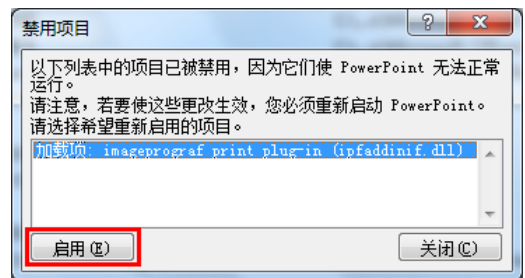 禁用项目
以下列表中的项目已被禁用，因为它们使 PowerPoint 无法正常
运行。
请注意，若要使这些更改生效，您必须重新启动 PowerPoint。
请选择希望重新启用的项目。
加载项: imageprograf print plug-in (ipfaddinif.dll)
启用(E)
关闭(C)